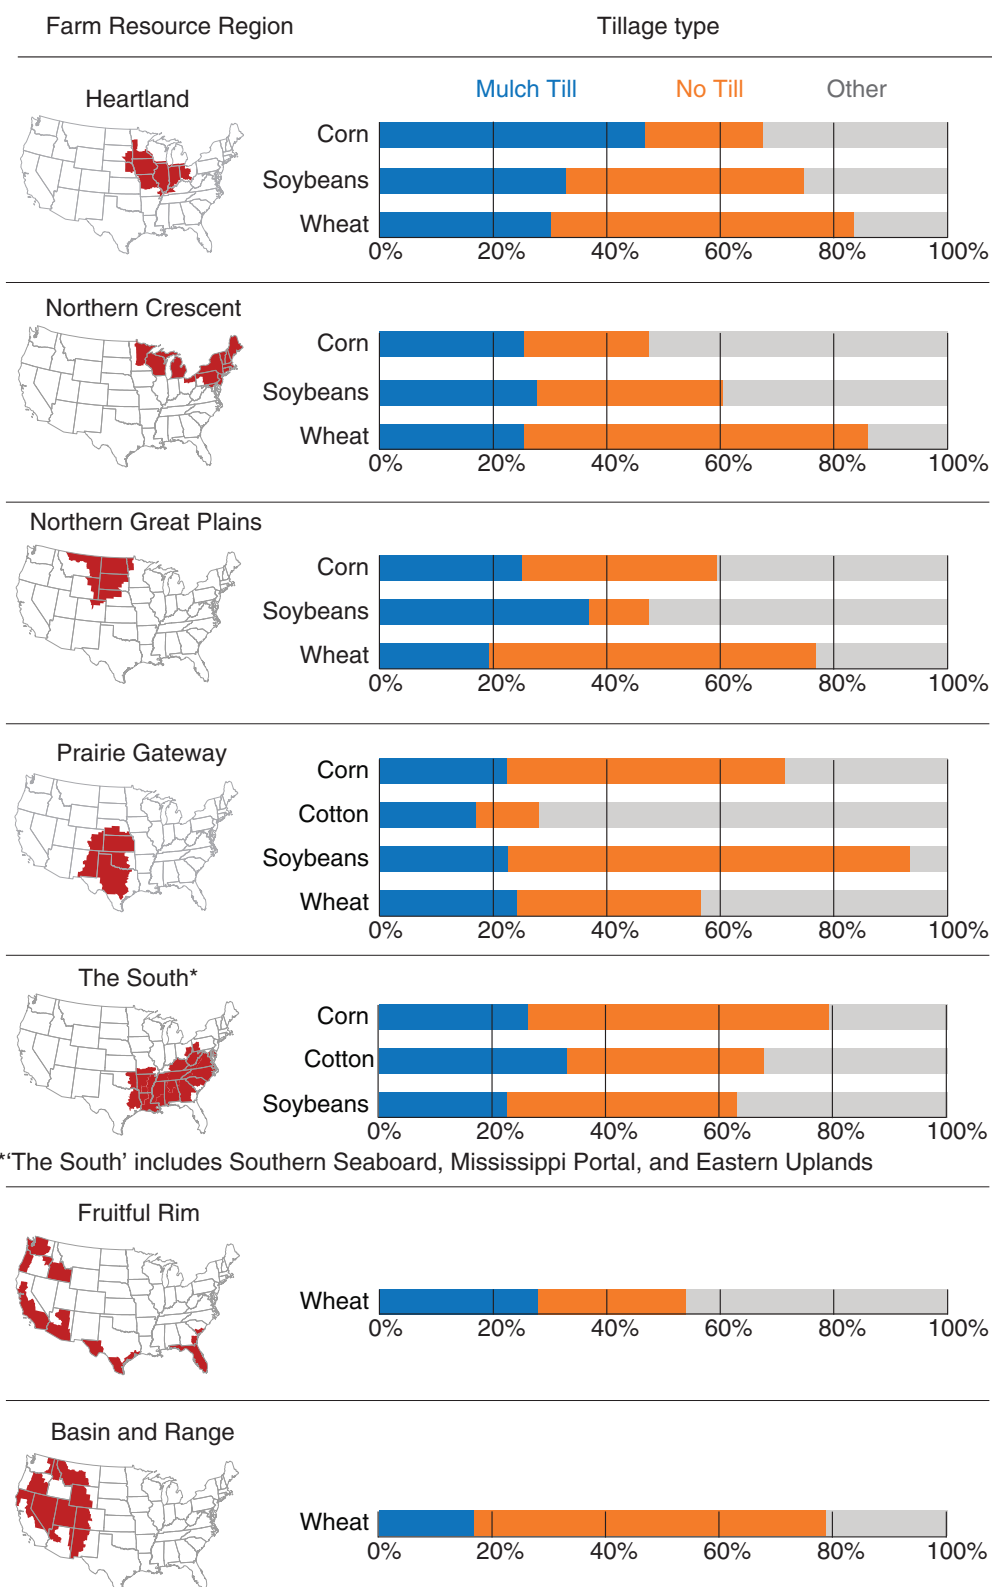 Farm Resource Region Tillage type
Heartland
Mulch Till No Till Other
Corn
Soybeans
Wheat
0% 20% 40% 60% 80% 100%
Northern Crescent
Corn
Soybeans
Wheat
0% 20% 40% 60% 80% 100%
Northern Great Plains
Corn
Soybeans
Wheat
0% 20% 40% 60% 80% 100%
Prairie Gateway
Corn
Cotton
Soybeans
Wheat
0% 20% 40% 60% 80% 100%
The South*
Corn
Cotton
Soybeans
0% 20% 40% 60% 80% 100%
*‘The South’ includes Southern Seaboard, Mississippi Portal, and Eastern Uplands
Fruitful Rim
Wheat
0% 20% 40% 60% 80% 100%
Basin and Range
Wheat
0% 20% 40% 60% 80% 100%